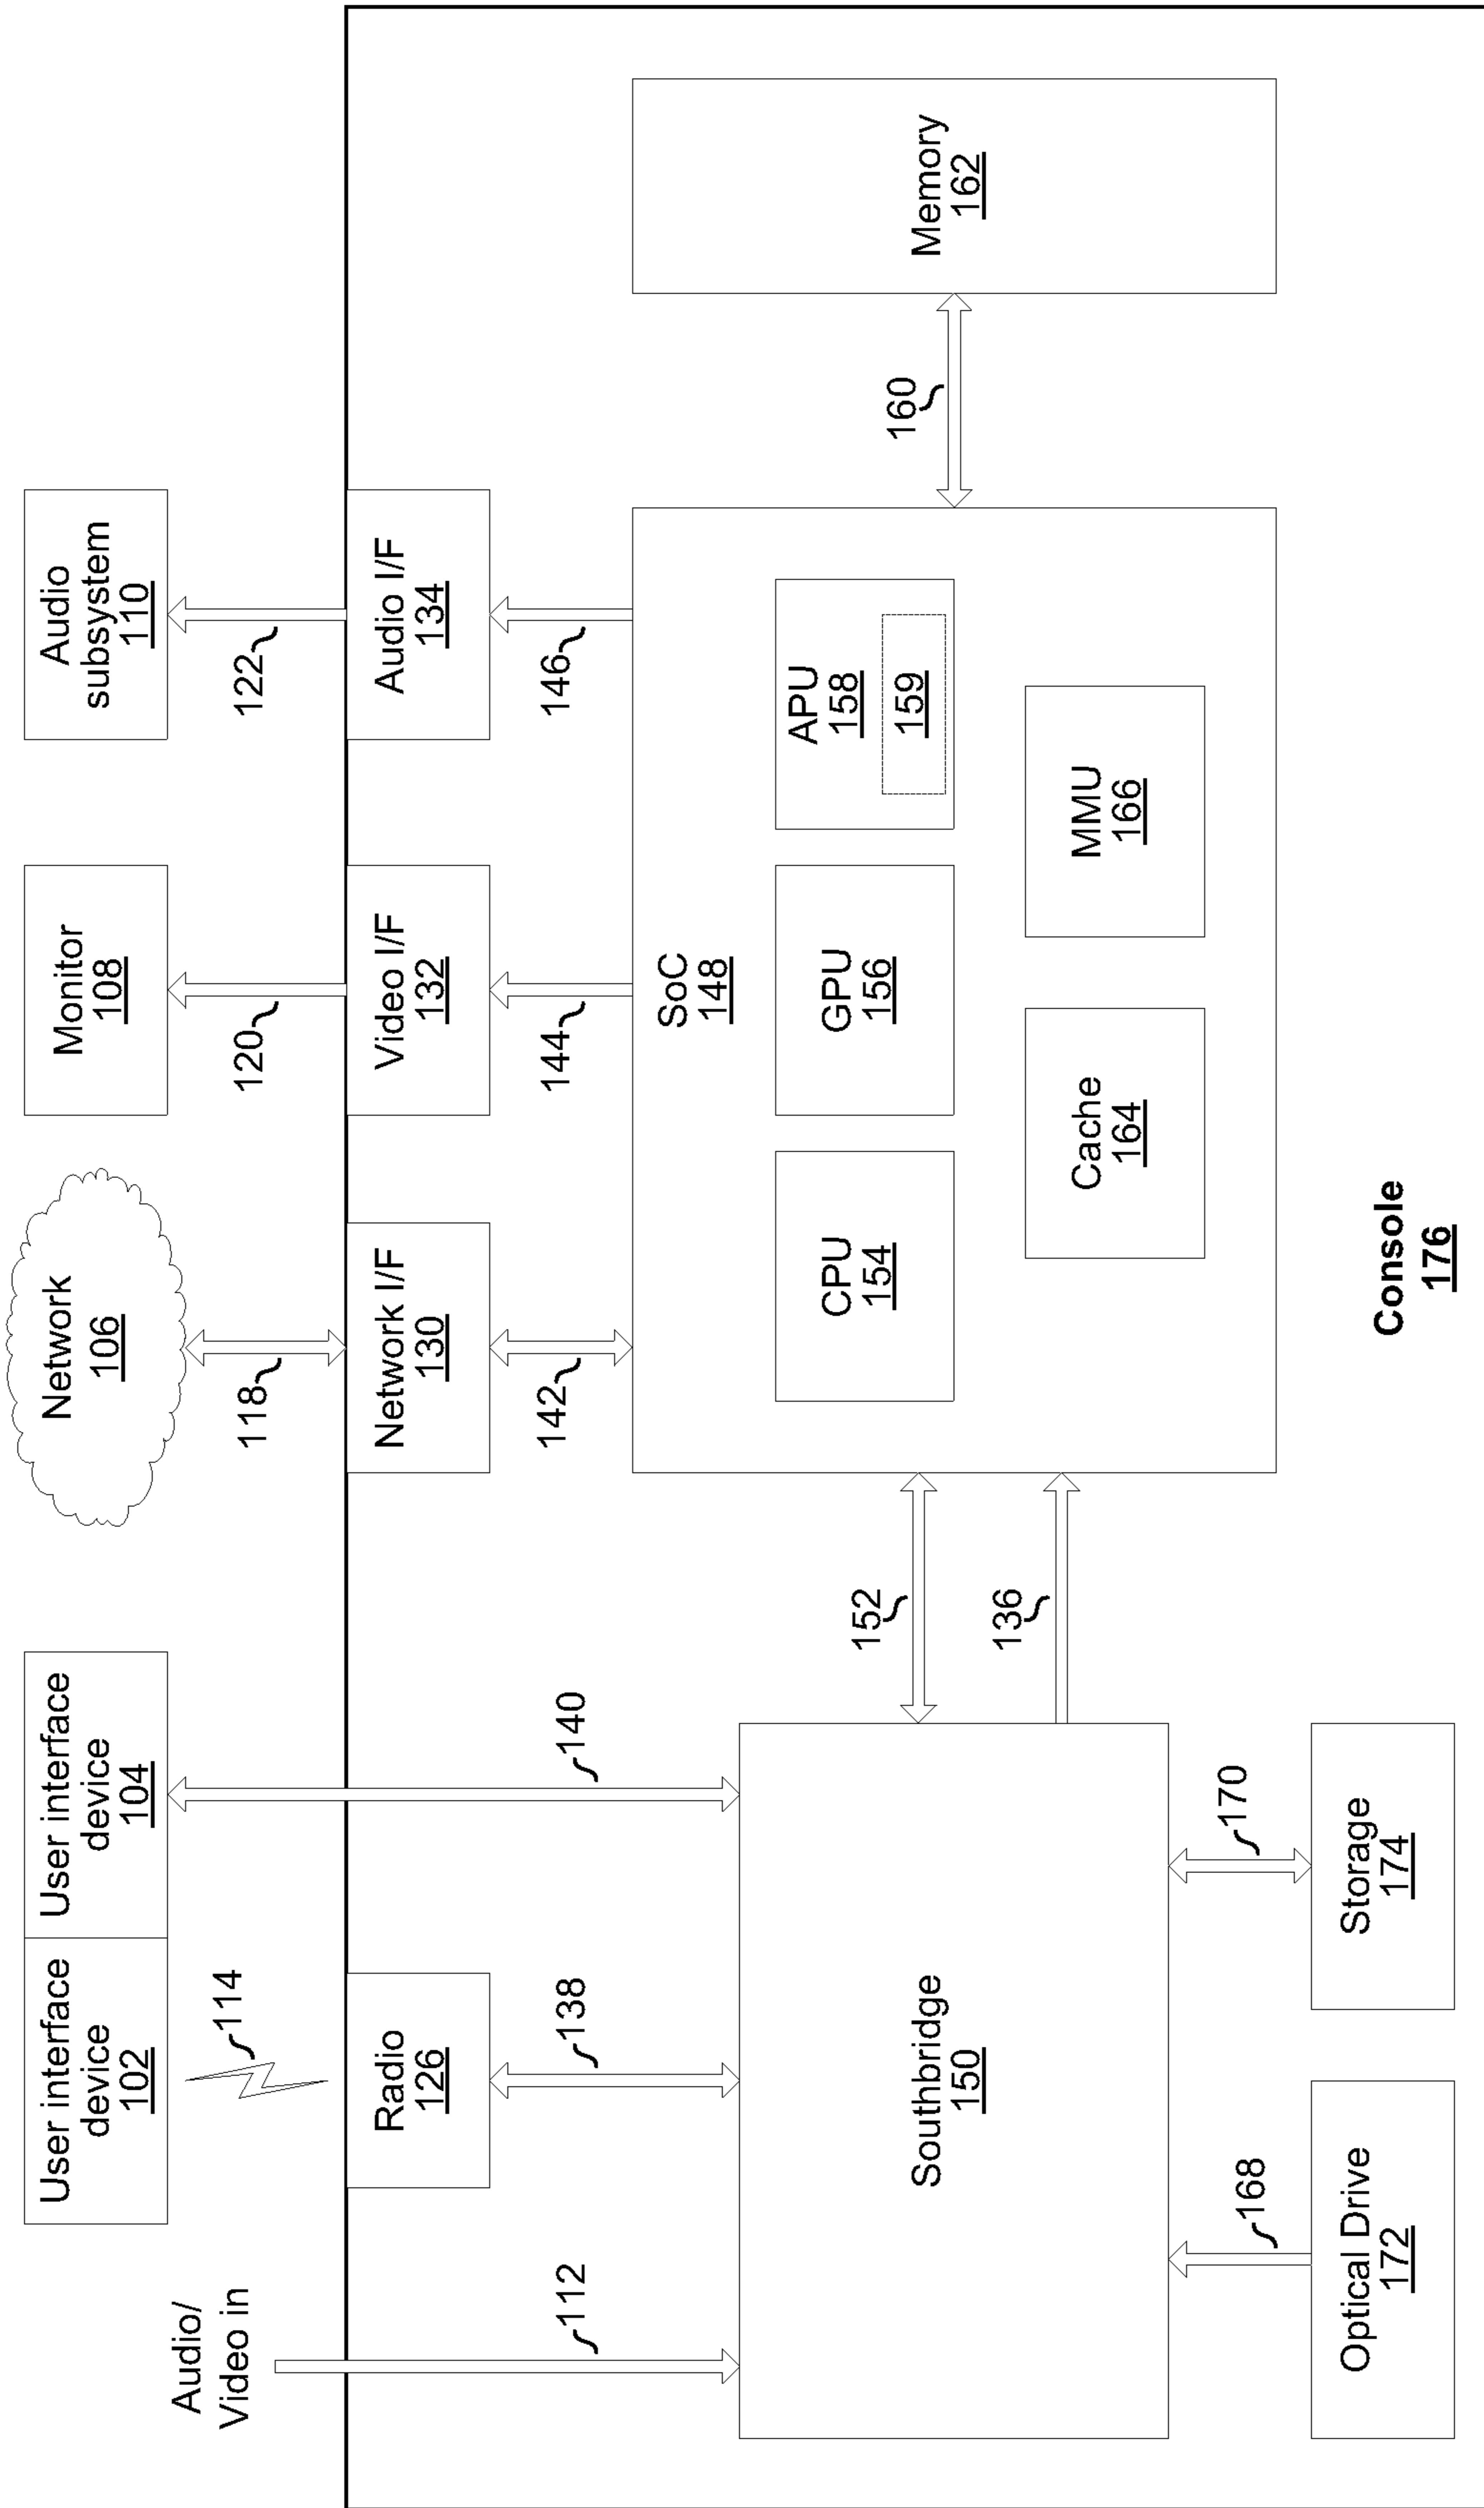 Audio/
Video in
User interface
device
102
User interface
device
104
Network
106
Monitor
108
Audio
subsystem
110
114
118
120
122
Radio
126
Network I/F
130
Video I/F
132
Audio I/F
134
112
138
140
142
144
146
Southbridge
150
152
136
SoC
148
CPU
154
GPU
156
APU
158
159
Cache
164
MMU
166
160
Memory
162
168
170
Optical Drive
172
Storage
174
Console
176